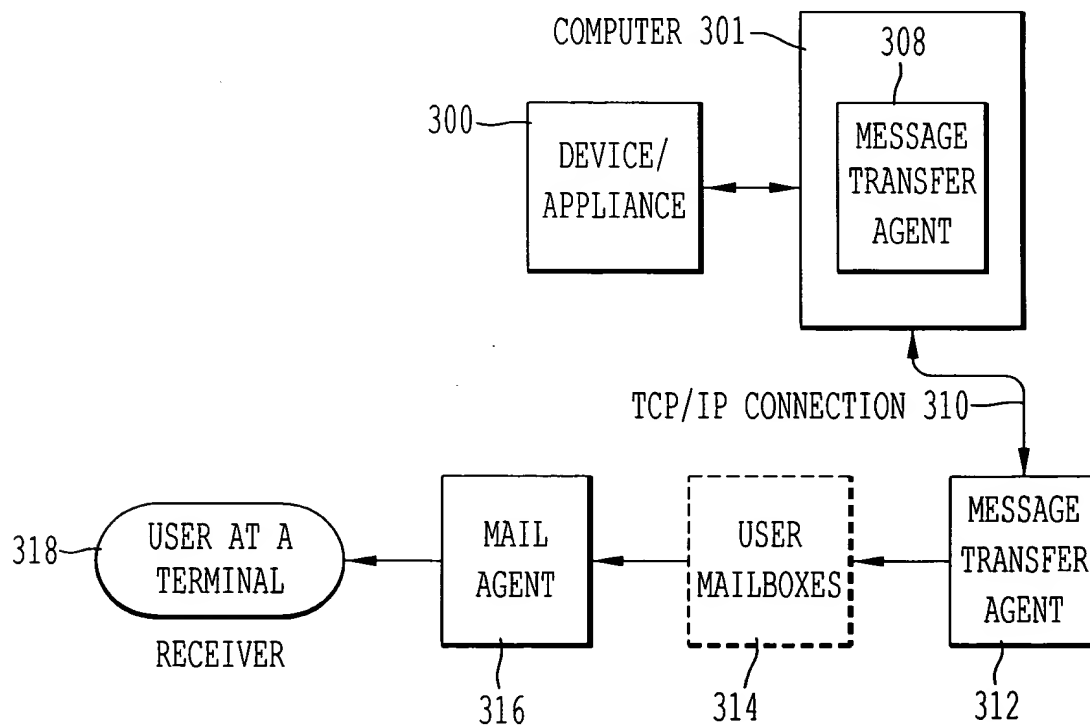 COMPUTER 301
308
300
DEVICE/
APPLIANCE
MESSAGE
TRANSFER
AGENT
TCP/IP CONNECTION 310
318
USER AT A
TERMINAL
RECEIVER
MAIL
AGENT
316
USER
MAILBOXES
314
MESSAGE
TRANSFER
AGENT
312